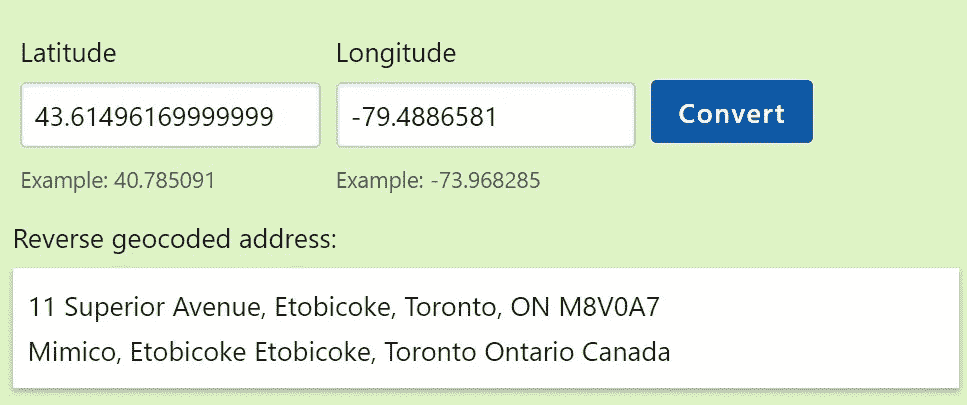 Latitude Longitude
43.61496169999999 -79.4886581 Convert
Example: 40.785091 Example: -73.968285
Reverse geocoded address:
11 Superior Avenue, Etobicoke, Toronto, ON M8V0A7
Mimico, Etobicoke Etobicoke, Toronto Ontario Canada